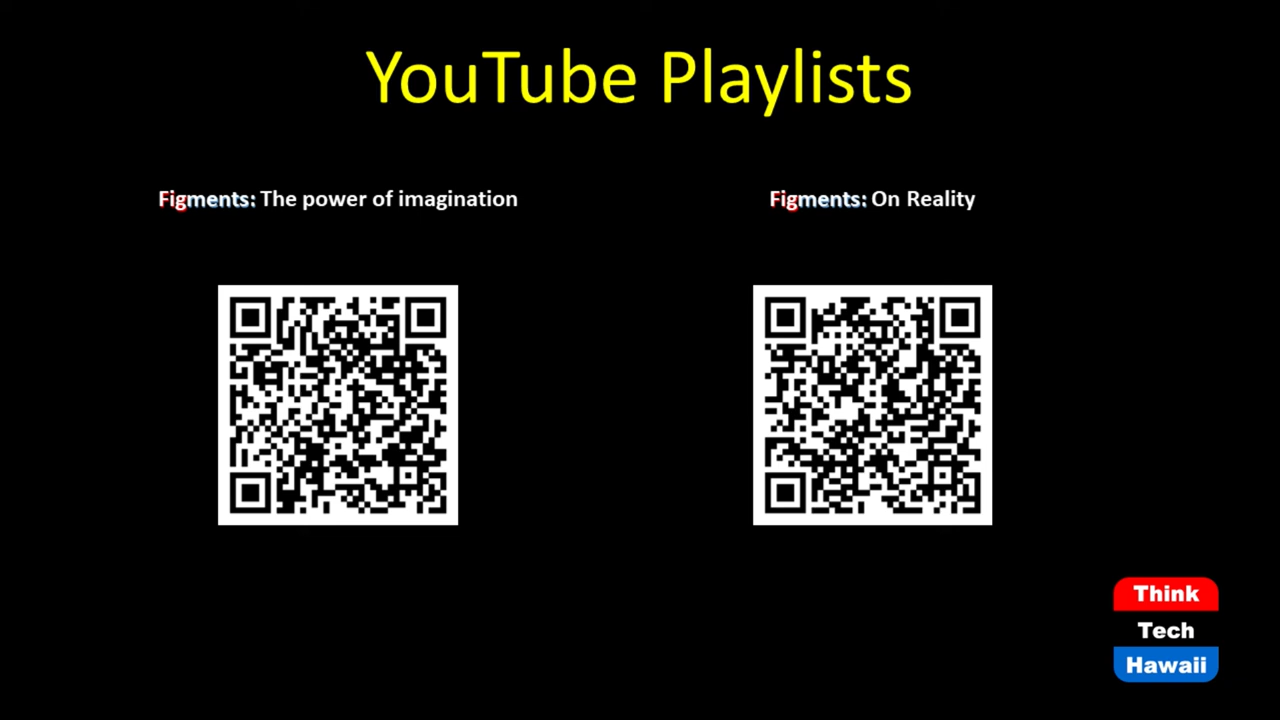 YouTube Playlists
Figments: The power of imagination
Figments: On Reality
Think
Tech
Hawaii